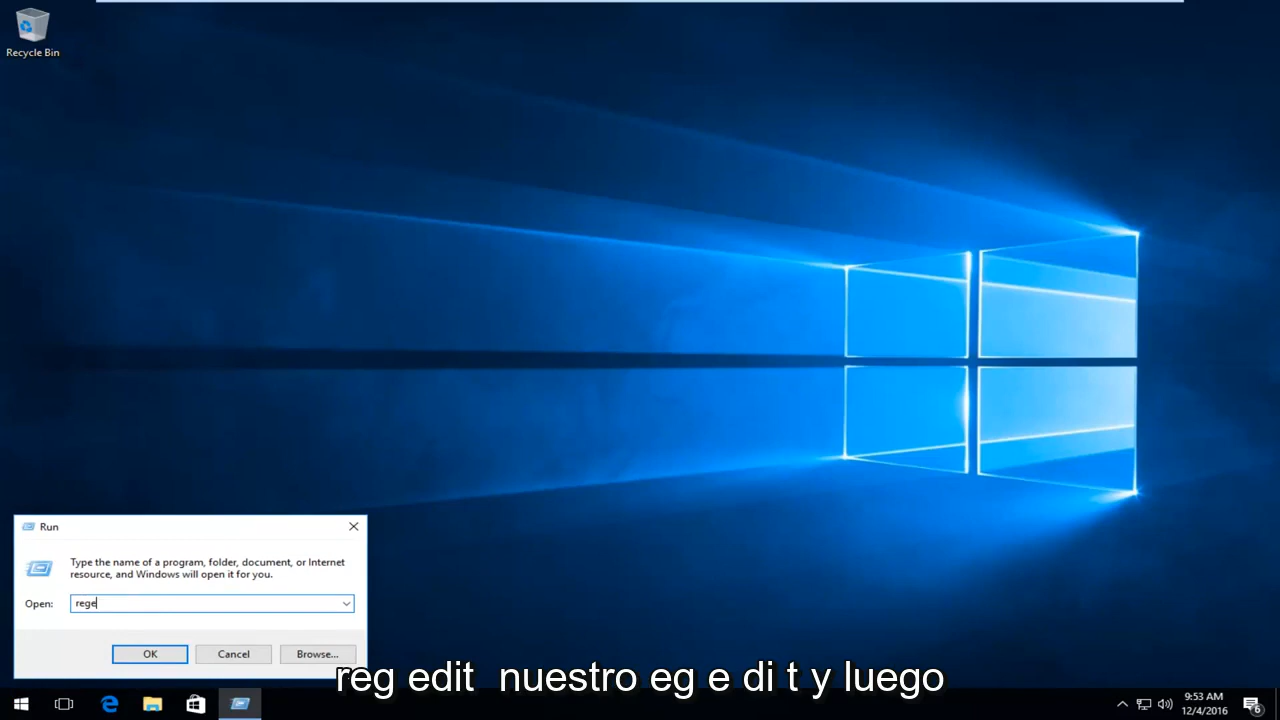 Recycle Bin
Run
Type the name of a program, folder, document, or Internet
resource, and Windows will open it for you.
Open:
rege
OK
Cancel
Browse...
reg edit nuestro eg e di t y luego
9:53 AM
12/4/2016
6